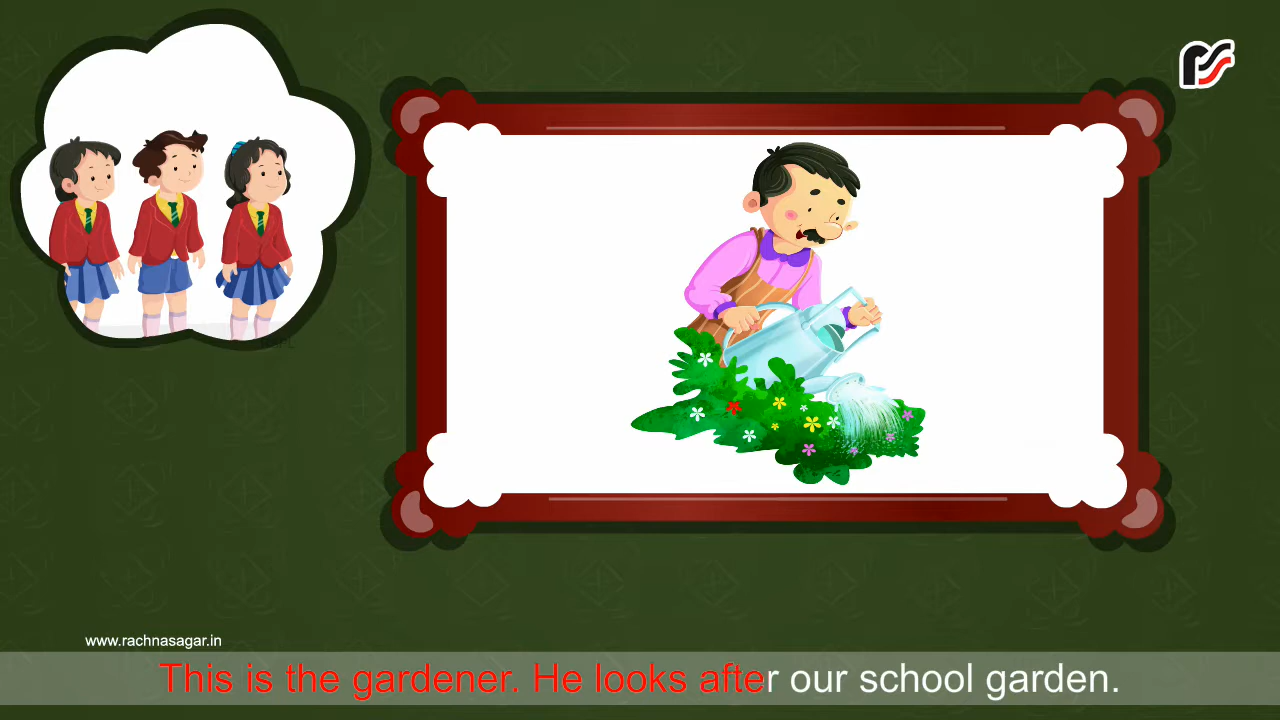 www.rachnasagar.in
This is the gardener. He looks after our school garden.